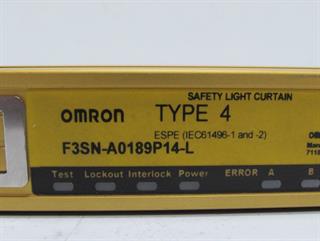 SAFETY LIGHT CURTAIN
OMRON TYPE 4
ESPE (IEC61496-1 and -2)
F3SN-A0189P14-L
Test Lockout Interlock Power ERROR A B